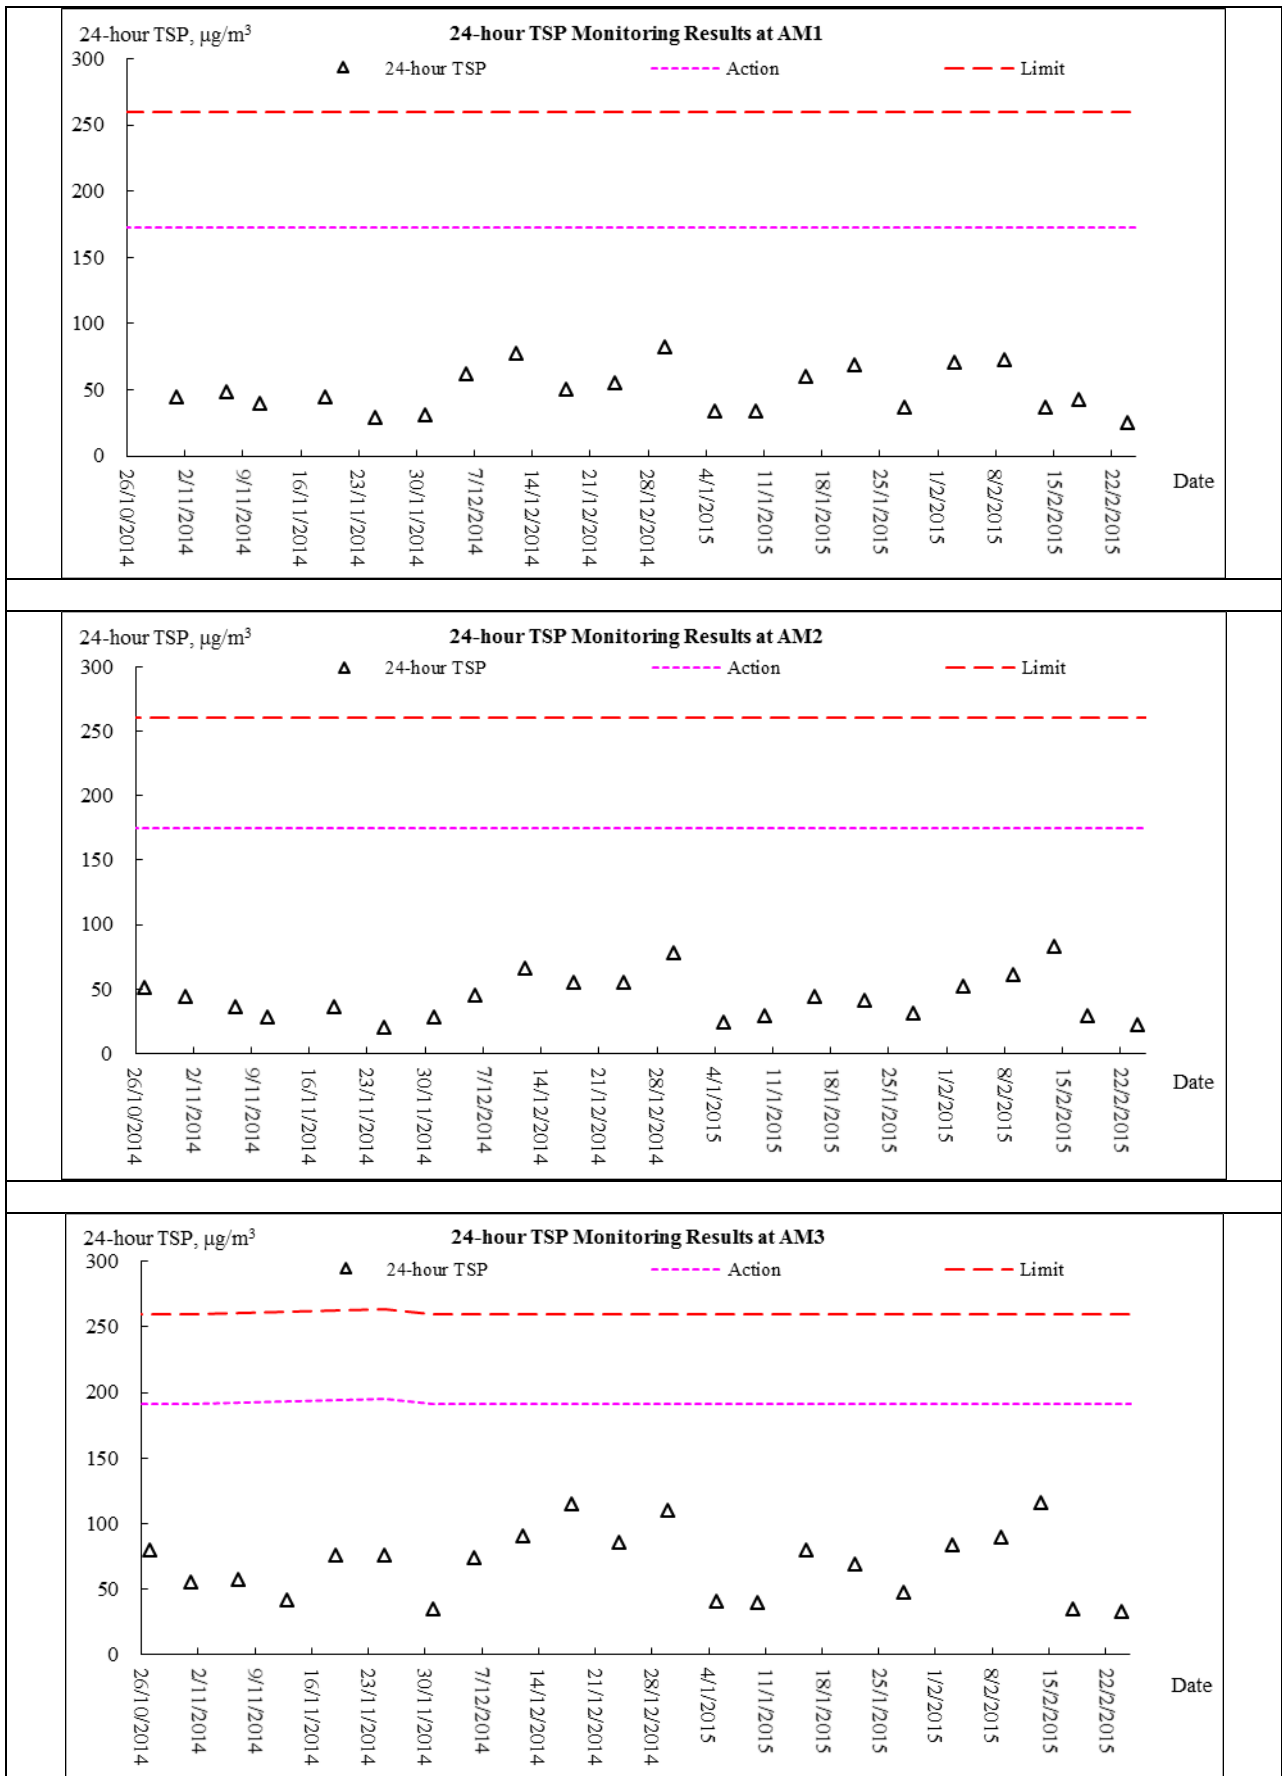 24-hour TSP, μg/m³ 24-hour TSP Monitoring Results at AM1
24-hour TSP Action Limit
300
250
200
150
100
50
0
26/10/2014 2/11/2014 9/11/2014 16/11/2014 23/11/2014 30/11/2014 7/12/2014 14/12/2014 21/12/2014 28/12/2014 4/1/2015 11/1/2015 18/1/2015 25/1/2015 1/2/2015 8/2/2015 15/2/2015 22/2/2015
Date
24-hour TSP, μg/m³ 24-hour TSP Monitoring Results at AM2
24-hour TSP Action Limit
300
250
200
150
100
50
0
26/10/2014 2/11/2014 9/11/2014 16/11/2014 23/11/2014 30/11/2014 7/12/2014 14/12/2014 21/12/2014 28/12/2014 4/1/2015 11/1/2015 18/1/2015 25/1/2015 1/2/2015 8/2/2015 15/2/2015 22/2/2015
Date
24-hour TSP, μg/m³ 24-hour TSP Monitoring Results at AM3
24-hour TSP Action Limit
300
250
200
150
100
50
0
26/10/2014 2/11/2014 9/11/2014 16/11/2014 23/11/2014 30/11/2014 7/12/2014 14/12/2014 21/12/2014 28/12/2014 4/1/2015 11/1/2015 18/1/2015 25/1/2015 1/2/2015 8/2/2015 15/2/2015 22/2/2015
Date